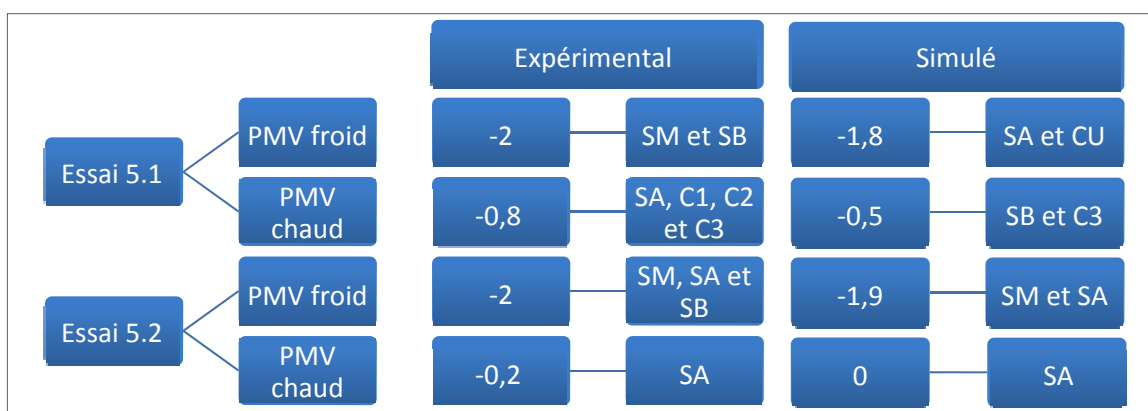 Expérimental
Simulé
Essai 5.1
PMV froid
-2
SM et SB
-1,8
SA et CU
PMV
chaud
-0,8
SA, C1, C2
et C3
-0,5
SB et C3
Essai 5.2
PMV froid
-2
SM, SA et
SB
-1,9
SM et SA
PMV
chaud
-0,2
SA
0
SA